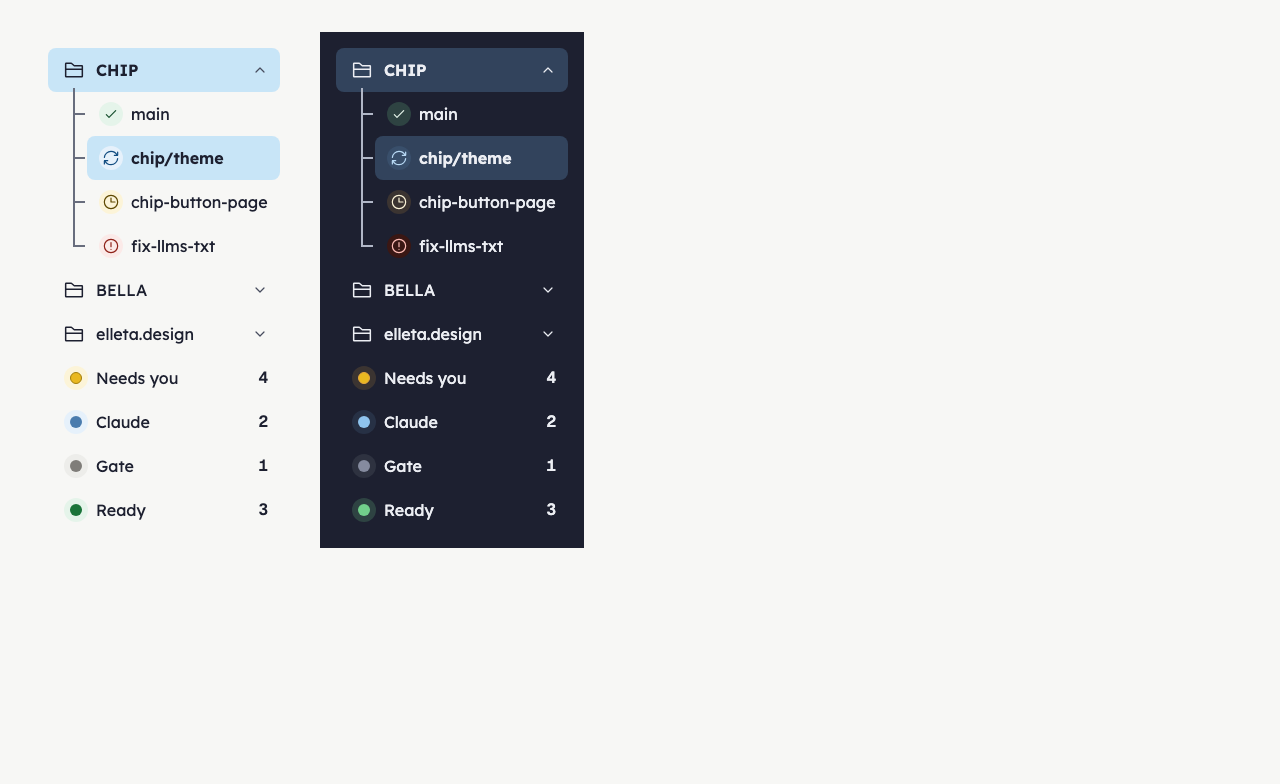 CHIP
main
chip/theme
chip-button-page
fix-llms-txt
BELLA
elleta.design
Needs you 4
Claude 2
Gate 1
Ready 3
CHIP
main
chip/theme
chip-button-page
fix-llms-txt
BELLA
elleta.design
Needs you 4
Claude 2
Gate 1
Ready 3